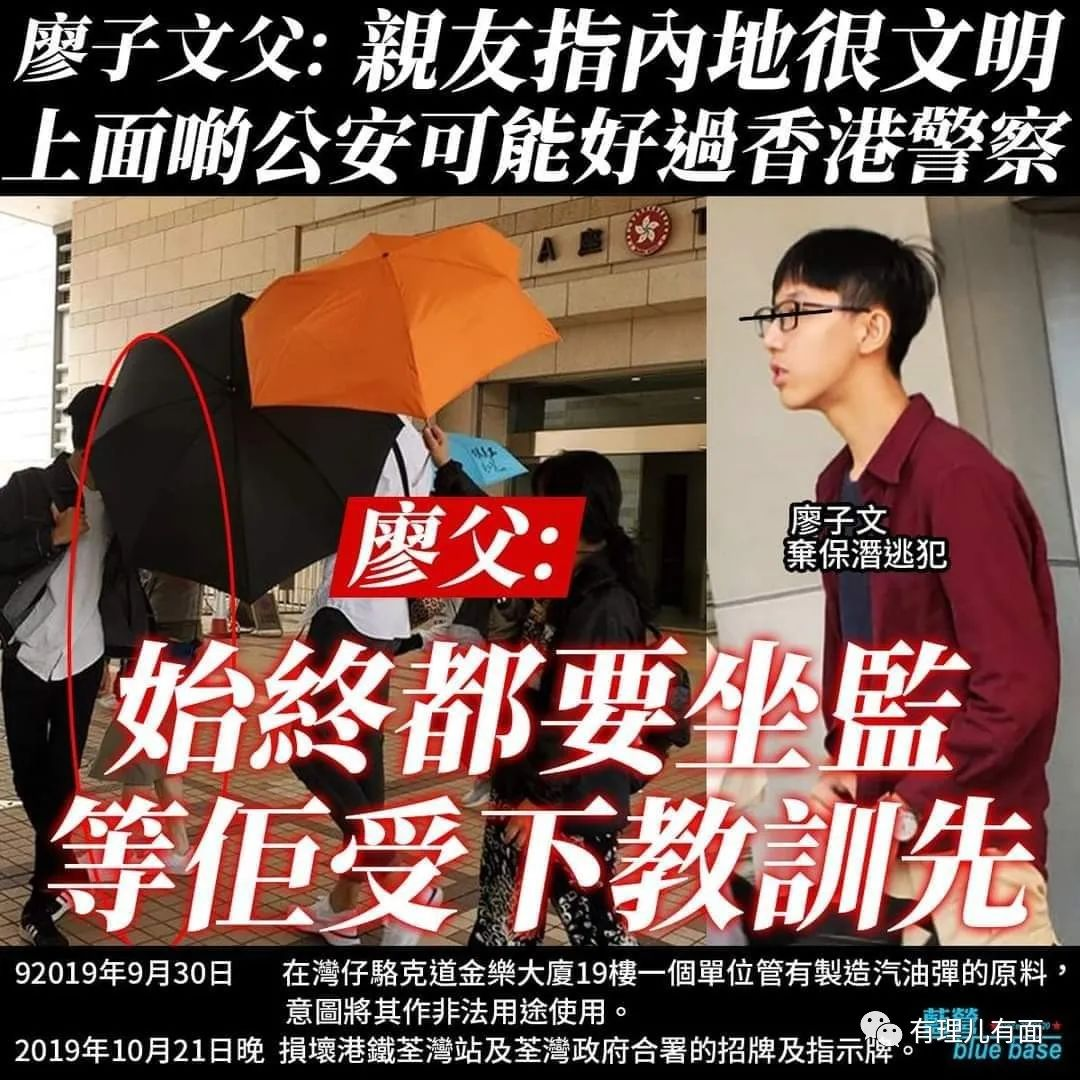 廖子文父: 親友指內地很文明
上面啲公安可能好過香港警察
A座
廖父:
廖子文
棄保潛逃犯
始終都要坐監
等佢受下教訓先
92019年9月30日 在灣仔駱克道金樂大廈19樓一個單位管有製造汽油彈的原料，
意圖將其作非法用途使用。
2019年10月21日晚 損壞港鐵荃灣站及荃灣政府合署的招牌及指示牌。
有理儿有面
blue base